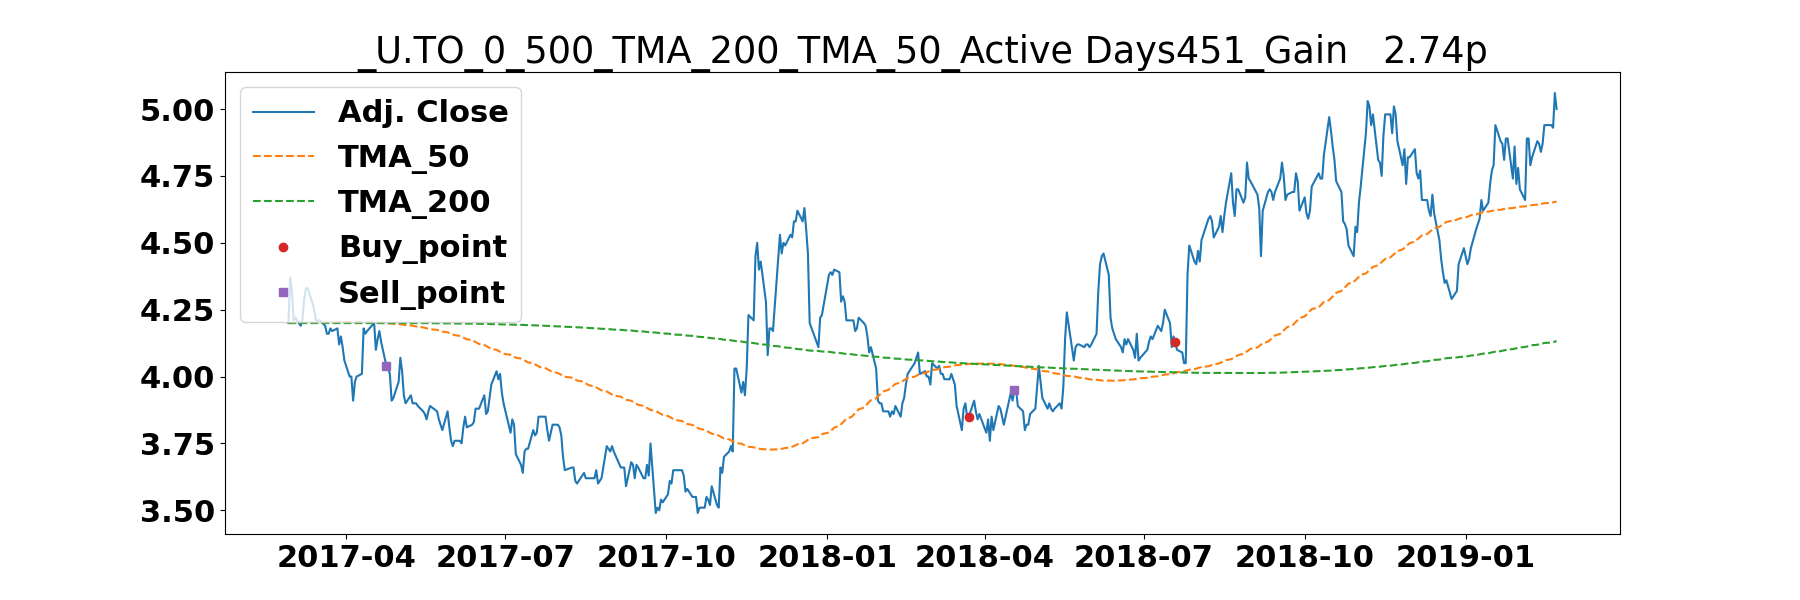 _U.TO_0_500_TMA_200_TMA_50_Active Days451_Gain   2.74p
Adj. Close
TMA_50
TMA_200
Buy_point
Sell_point
5.00
4.75
4.50
4.25
4.00
3.75
3.50
2017-04 2017-07 2017-10 2018-01 2018-04 2018-07 2018-10 2019-01